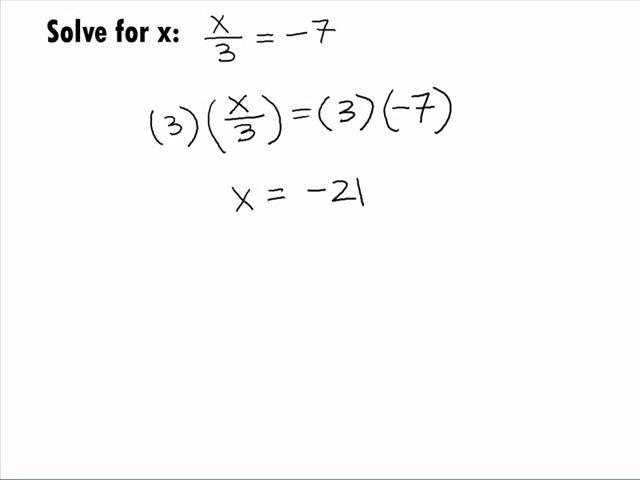 Solve for x: x/3 = -7
(3)(x/3) = (3)(-7)
x = -21